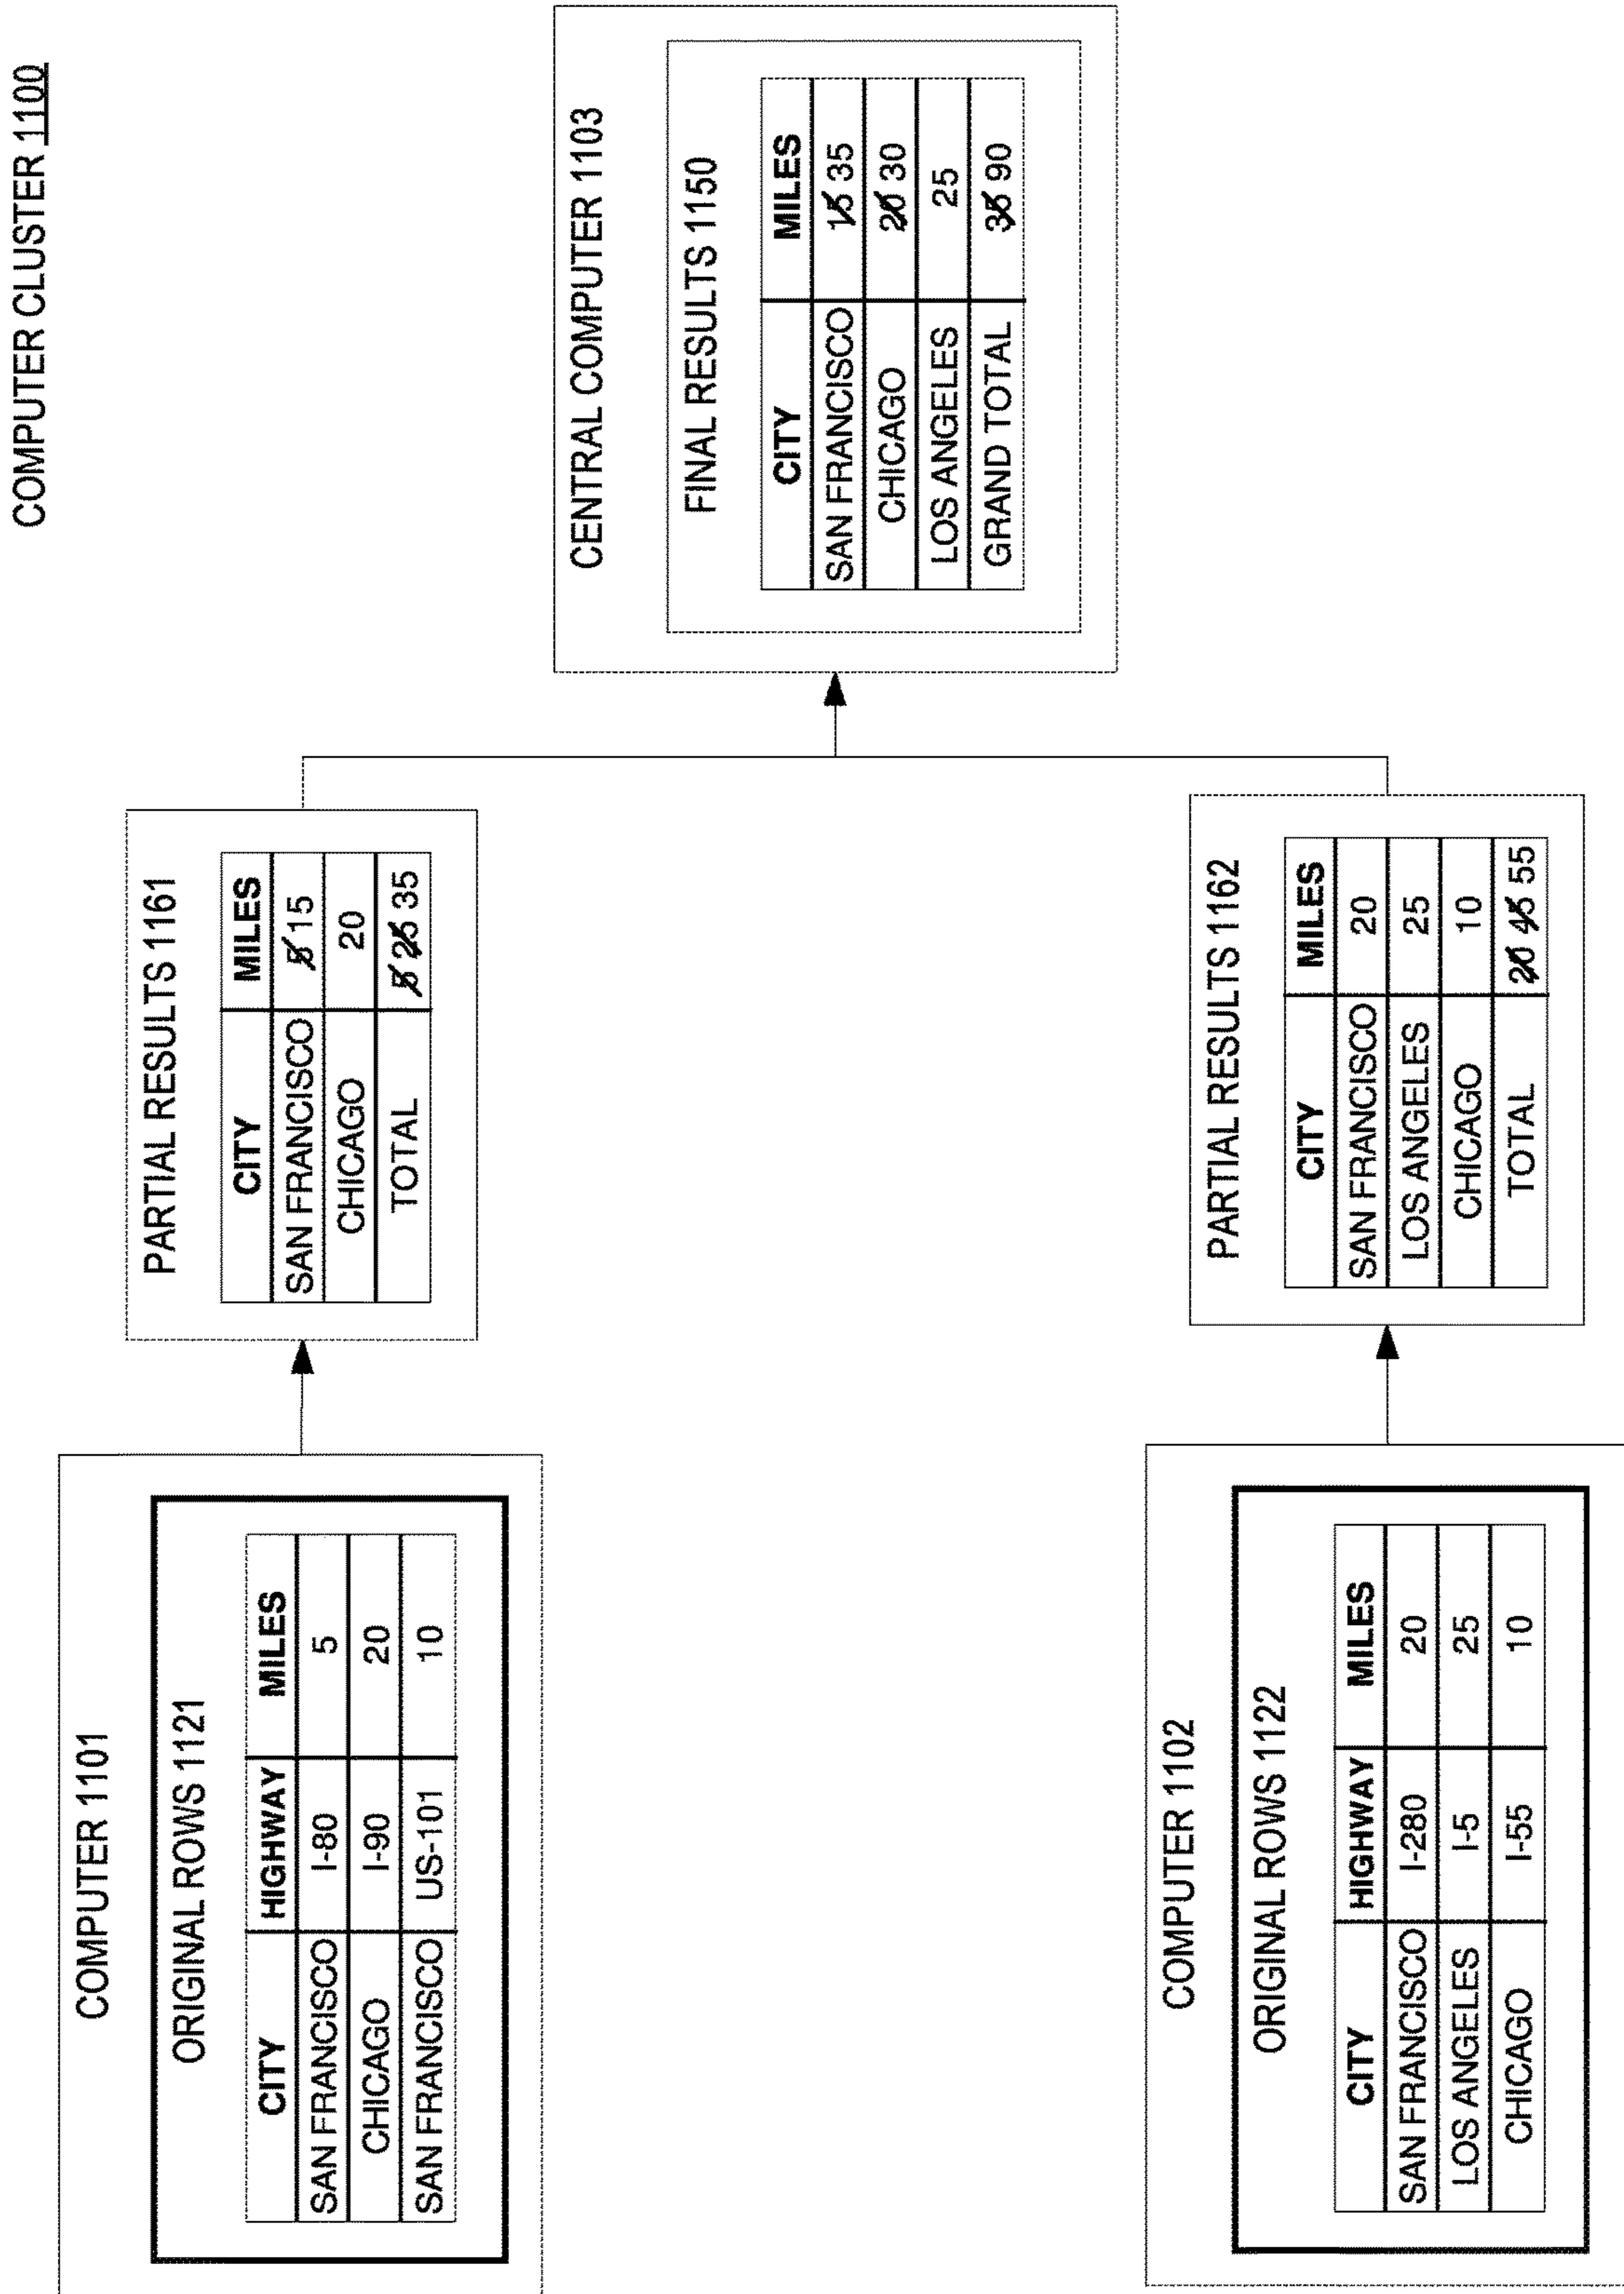 COMPUTER CLUSTER 1100
COMPUTER 1101
ORIGINAL ROWS 1121
CITY HIGHWAY MILES
SAN FRANCISCO I-80 5
CHICAGO I-90 20
SAN FRANCISCO US-101 10
PARTIAL RESULTS 1161
CITY MILES
SAN FRANCISCO 5 15
CHICAGO 20
TOTAL 5 25 35
COMPUTER 1102
ORIGINAL ROWS 1122
CITY HIGHWAY MILES
SAN FRANCISCO I-280 20
LOS ANGELES I-5 25
CHICAGO I-55 10
PARTIAL RESULTS 1162
CITY MILES
SAN FRANCISCO 20
LOS ANGELES 25
CHICAGO 10
TOTAL 20 45 55
CENTRAL COMPUTER 1103
FINAL RESULTS 1150
CITY MILES
SAN FRANCISCO 15 35
CHICAGO 20 30
LOS ANGELES 25
GRAND TOTAL 35 90